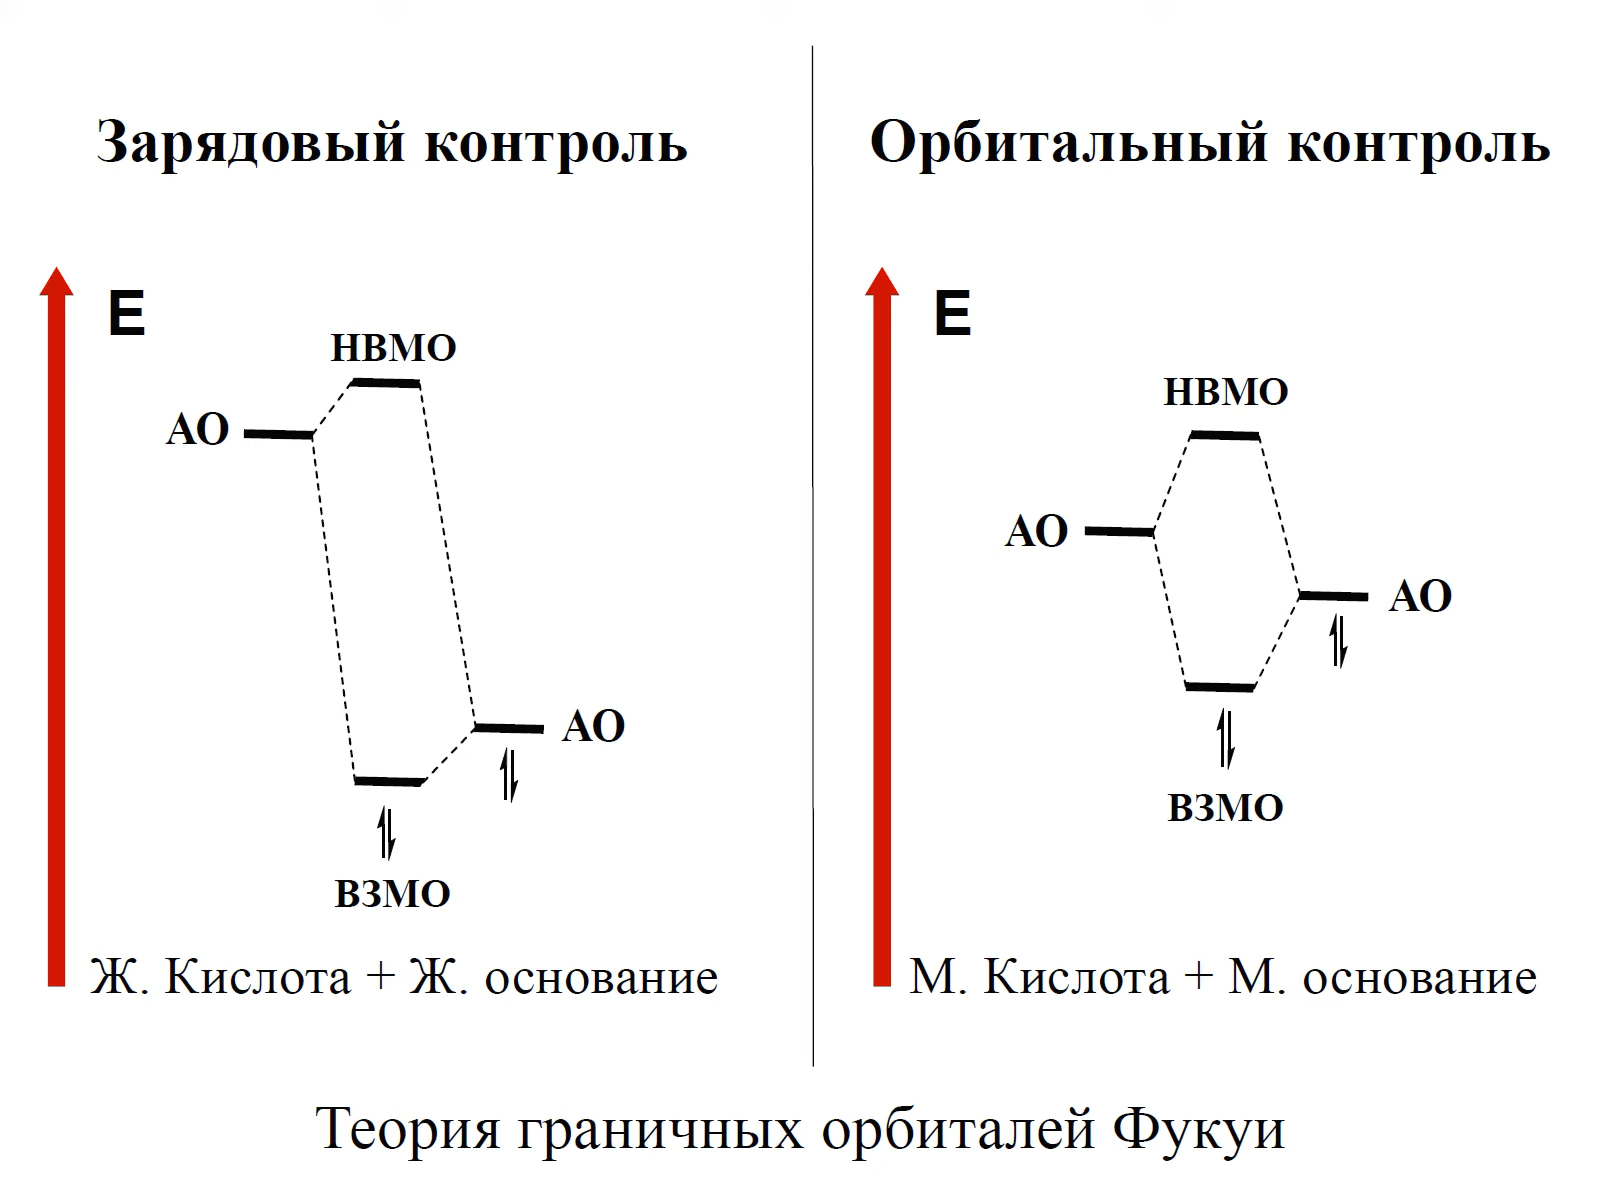 Зарядовый контроль
E
НВМО
АО
АО
ВЗМО
Ж. Кислота + Ж. основание
Орбитальный контроль
E
НВМО
АО
АО
ВЗМО
М. Кислота + М. основание
Теория граничных орбиталей Фукуи